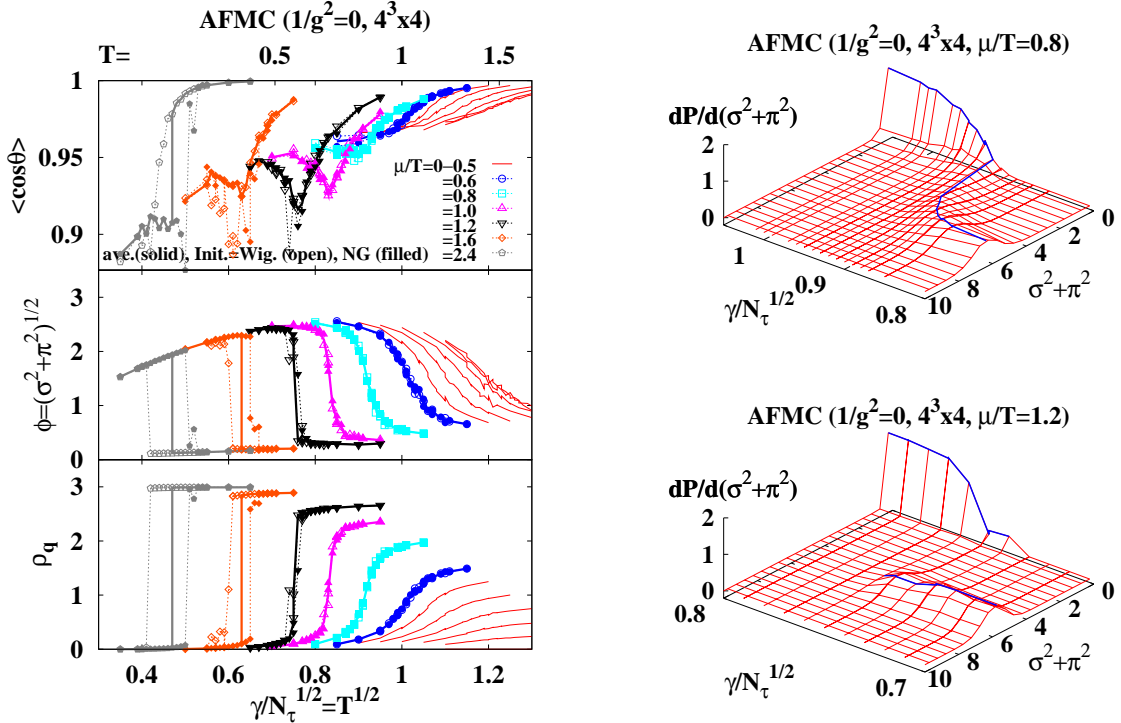 AFMC (1/g²=0, 4³x4)
T= 0.5 1 1.5
1
0.95
0.9
<cosθ>
μ/T=0–0.5
=0.6
=0.8
=1.0
=1.2
=1.6
=2.4
ave.(solid), Init.=Wig. (open), NG (filled)
3
2
1
0
φ=(σ²+π²)^1/2
3
2
1
0
ρq
0.4 0.6 0.8 1.0 1.2
γ/Nτ^1/2=T^1/2
AFMC (1/g²=0, 4³x4, μ/T=0.8)
dP/d(σ²+π²)
2
1
0
1
0.9
0.8
γ/Nτ^1/2
10 8 6 4 2 0
σ²+π²
AFMC (1/g²=0, 4³x4, μ/T=1.2)
dP/d(σ²+π²)
2
1
0
0.8
0.7
γ/Nτ^1/2
10 8 6 4 2 0
σ²+π²